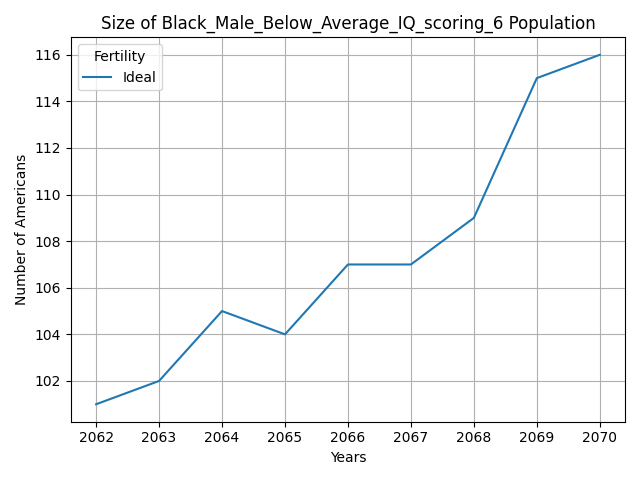 Size of Black_Male_Below_Average_IQ_scoring_6 Population
Fertility
Ideal
Number of Americans
116
114
112
110
108
106
104
102
2062 2063 2064 2065 2066 2067 2068 2069 2070
Years